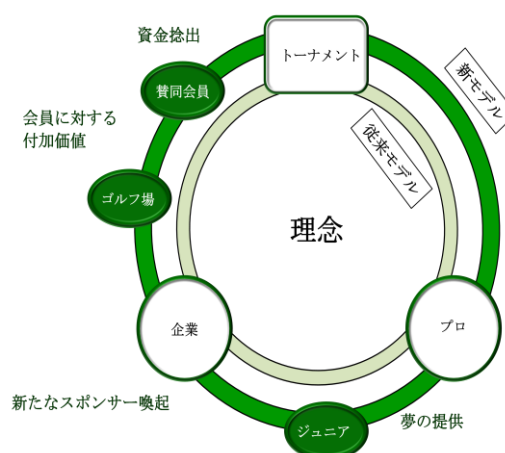 資金捻出
トーナメント
新モデル
賛同会員
会員に対する
付加価値
従来モデル
ゴルフ場
理念
企業
プロ
新たなスポンサー喚起
夢の提供
ジュニア